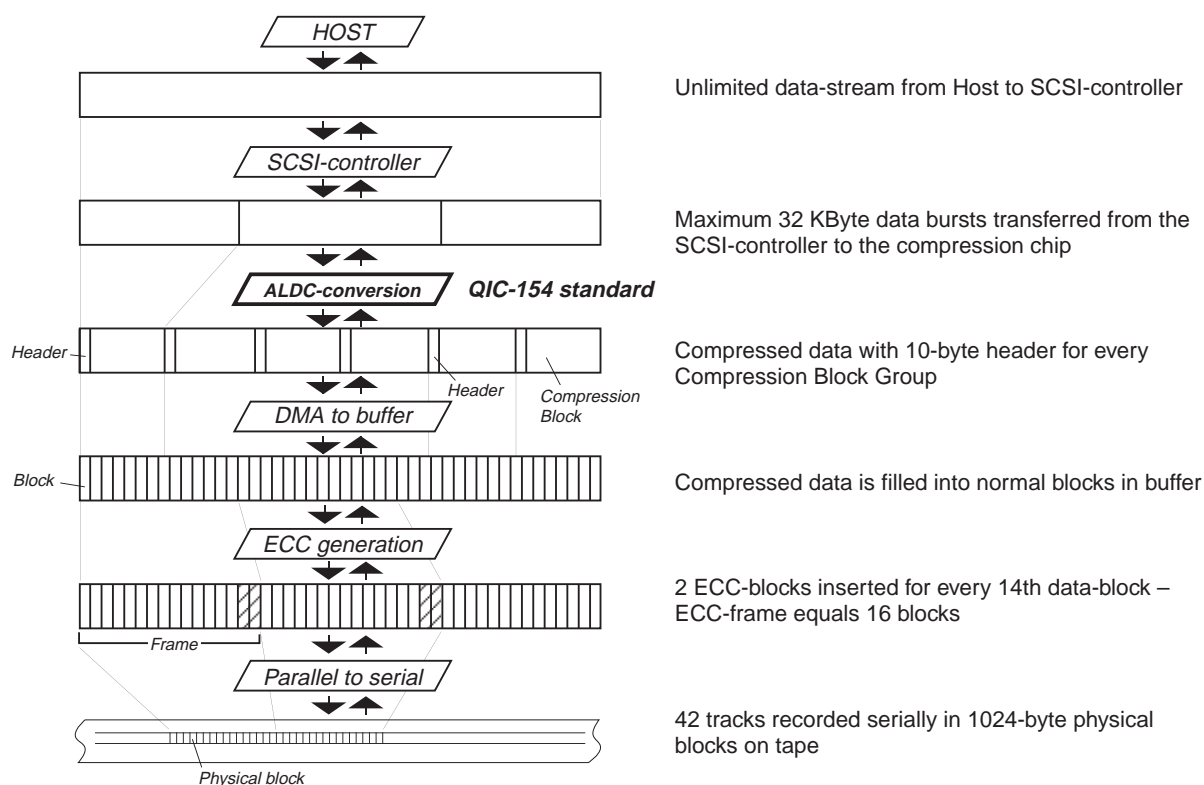 HOST
Unlimited data-stream from Host to SCSI-controller
SCSI-controller
Maximum 32 KByte data bursts transferred from the
SCSI-controller to the compression chip
ALDC-conversion
QIC-154 standard
Header
Header
Compression
Block
Compressed data with 10-byte header for every
Compression Block Group
DMA to buffer
Block
Compressed data is filled into normal blocks in buffer
ECC generation
2 ECC-blocks inserted for every 14th data-block –
ECC-frame equals 16 blocks
Frame
Parallel to serial
42 tracks recorded serially in 1024-byte physical
blocks on tape
Physical block